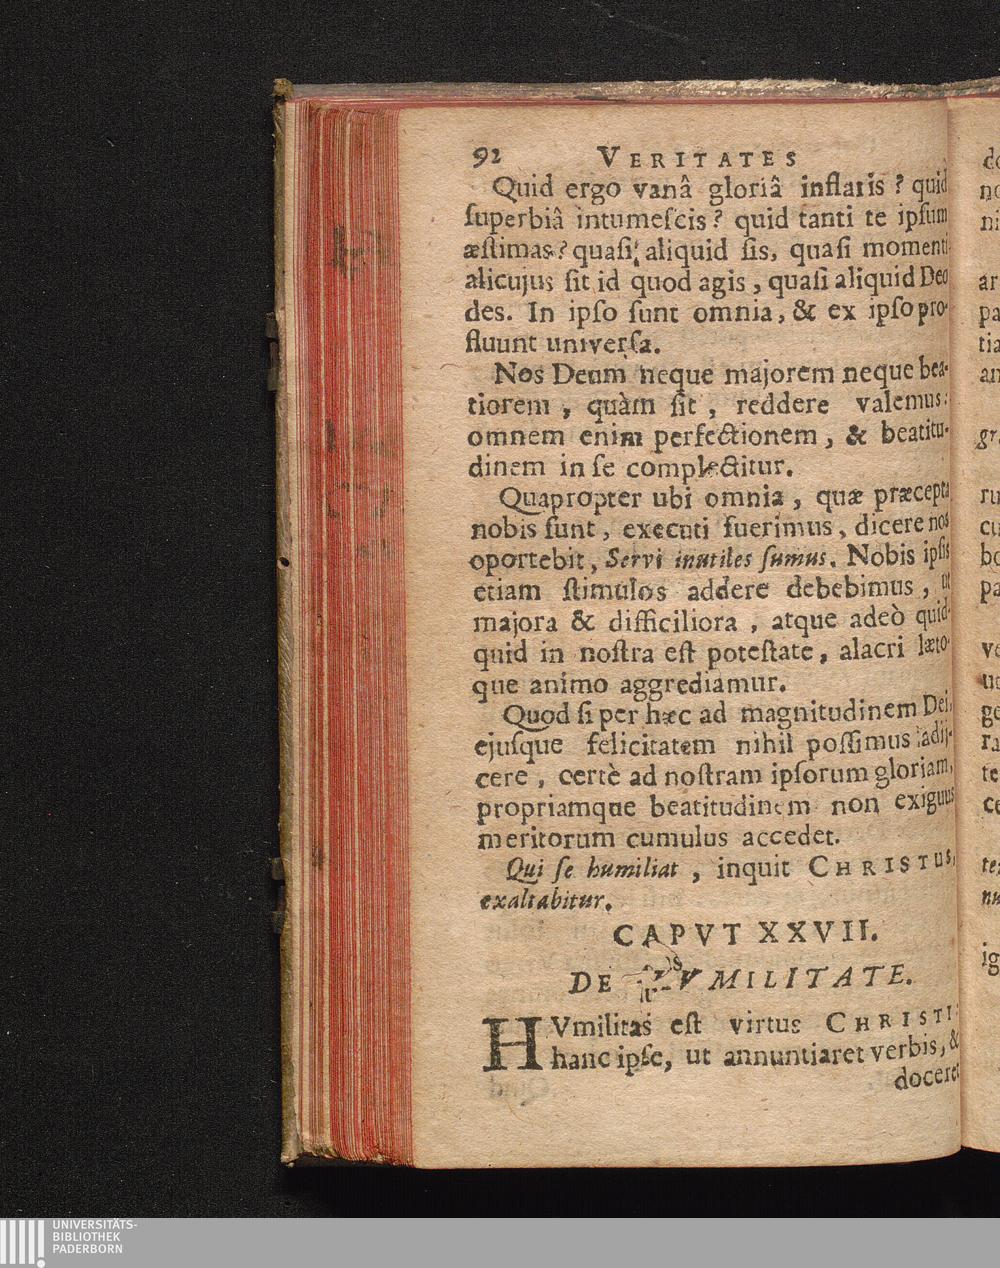 92 VERITATES
Quid ergo vanâ gloriâ inflaris? quid
ſuperbiâ intumeſcis? quid tanti te ipſum
æſtimas? quaſi aliquid ſis, quaſi momenti
alicujus ſit id quod agis, quaſi aliquid Deo
des. In ipſo ſunt omnia, & ex ipſo pro-
fluunt univerſa.
Nos Deum neque majorem neque bea-
tiorem, quàm ſit, reddere valemus:
omnem enim perfectionem, & beatitu-
dinem in ſe complectitur.
Quapropter ubi omnia, quæ præcepta
nobis ſunt, executi fuerimus, dicere nos
oportebit, Servi inutiles ſumus. Nobis ipſis
etiam ſtimulos addere debebimus, ut
majora & difficiliora, atque adeò quid-
quid in noſtra eſt poteſtate, alacri læto-
que animo aggrediamur.
Quod ſi per hæc ad magnitudinem Dei,
ejuſque felicitatem nihil poſſimus adij-
cere, certè ad noſtram ipſorum gloriam,
propriamque beatitudinem non exiguus
meritorum cumulus accedet.
Qui ſe humiliat, inquit CHRISTUS,
exaltabitur.
CAPVT XXVII.
DE VMILITATE.
HVmilitas eſt virtus CHRISTI:
hanc ipſe, ut annuntiaret verbis, &
doceret
UNIVERSITÄTS-
BIBLIOTHEK
PADERBORN